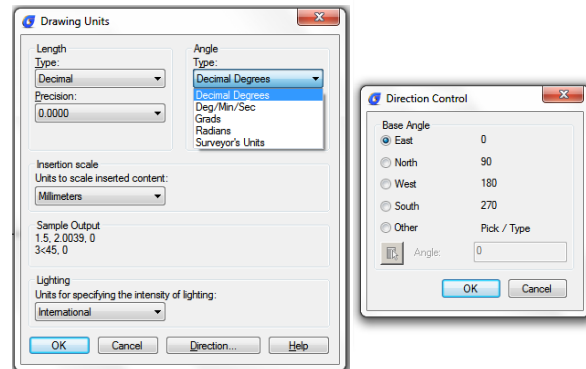 Drawing Units
Length
Type:
Decimal
Precision:
0.0000
Angle
Type:
Decimal Degrees
Decimal Degrees
Deg/Min/Sec
Grads
Radians
Surveyor's Units
Insertion scale
Units to scale inserted content:
Millimeters
Sample Output
1.5, 2.0039, 0
3<45, 0
Lighting
Units for specifying the intensity of lighting:
International
OK Cancel Direction... Help
Direction Control
Base Angle
East 0
North 90
West 180
South 270
Other Pick / Type
Angle: 0
OK Cancel